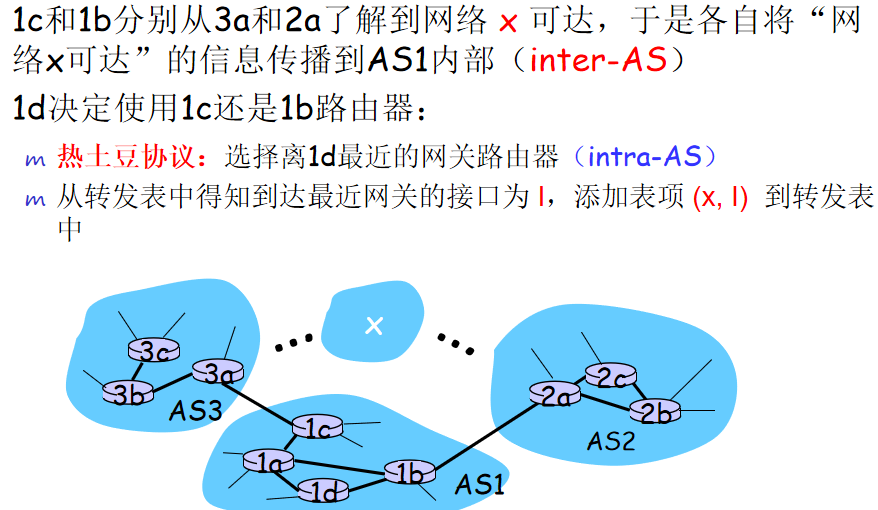 1c和1b分别从3a和2a了解到网络 x 可达，于是各自将“网
络x可达”的信息传播到AS1内部（inter-AS）
1d决定使用1c还是1b路由器：
m 热土豆协议：选择离1d最近的网关路由器（intra-AS）
m 从转发表中得知到达最近网关的接口为 I，添加表项 (x, I) 到转发表
中
x
3c
3a
3b
AS3
2c
2a
2b
AS2
1c
1a
1b
1d
AS1